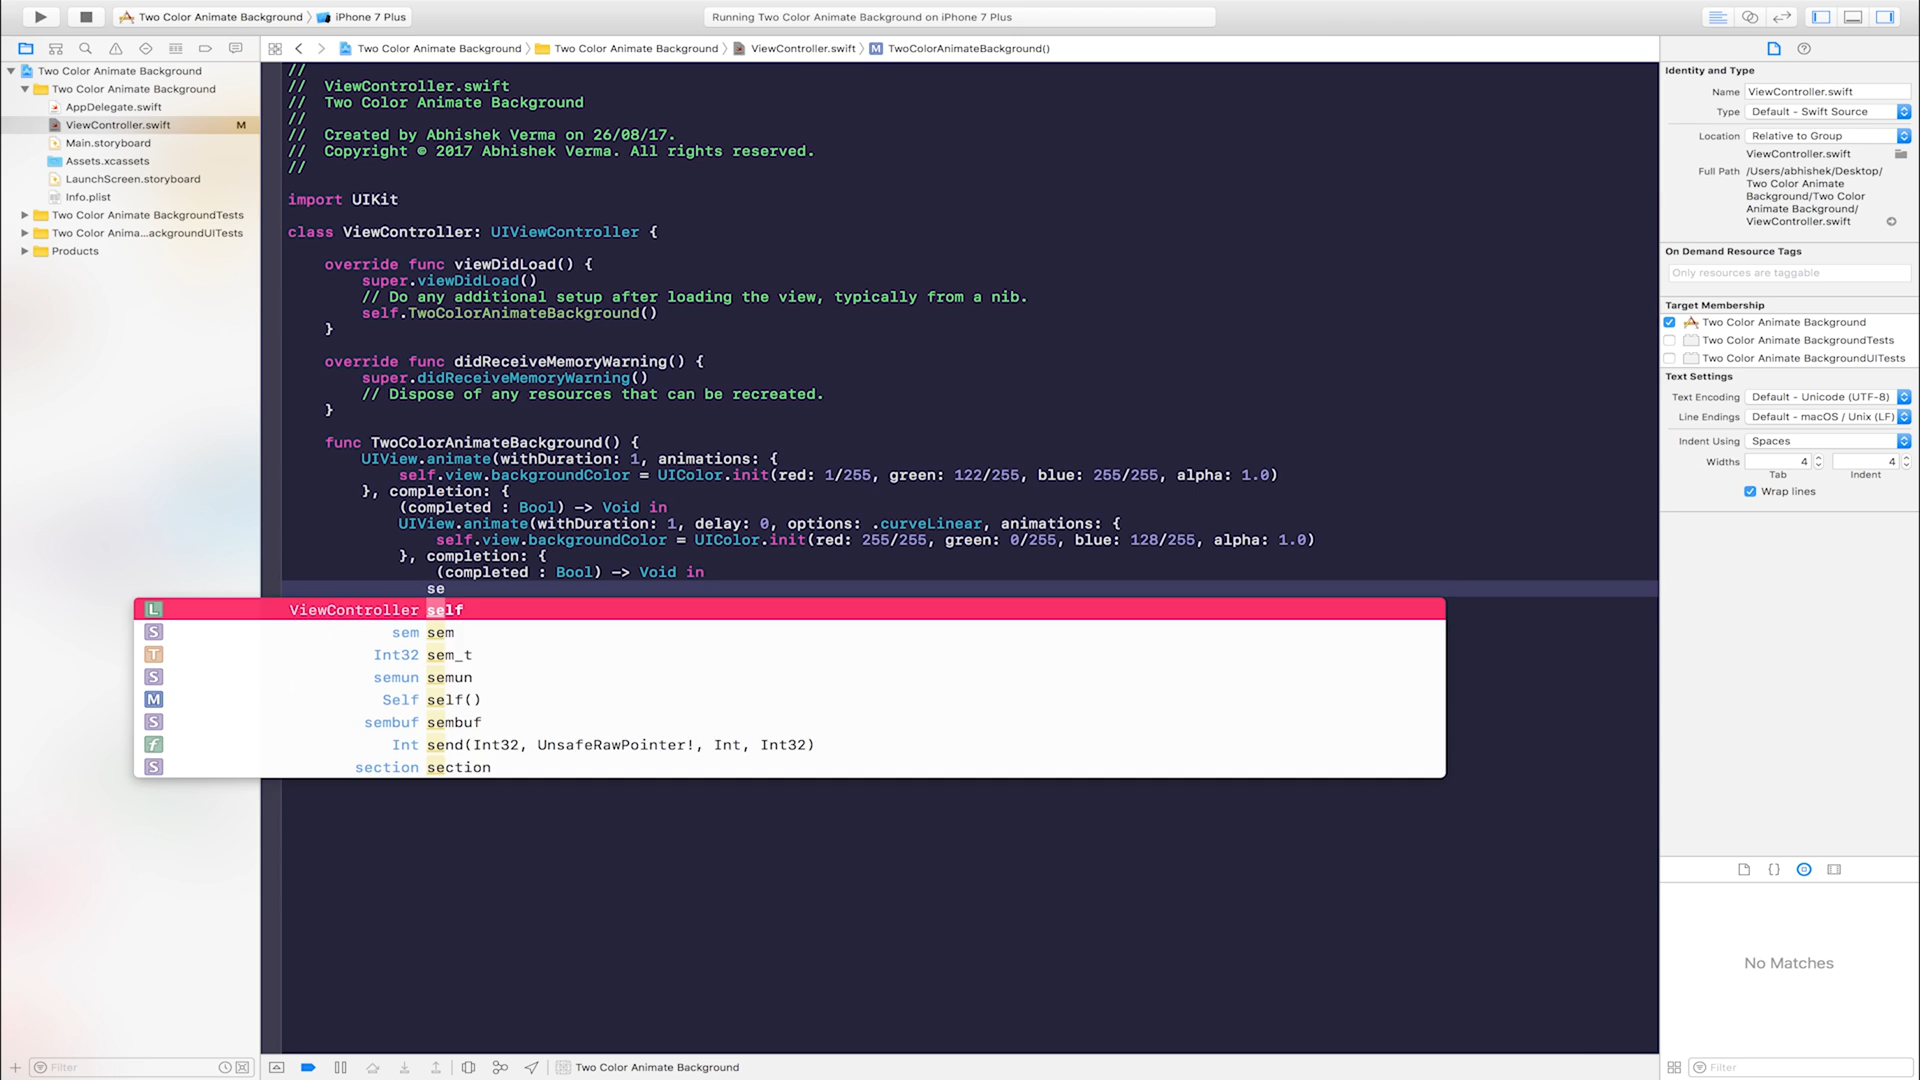 Two Color Animate Background 〉 iPhone 7 Plus
Running Two Color Animate Background on iPhone 7 Plus
Two Color Animate Background 〉 Two Color Animate Background 〉 ViewController.swift 〉 M TwoColorAnimateBackground()
Two Color Animate Background
Two Color Animate Background
AppDelegate.swift
ViewController.swift M
Main.storyboard
Assets.xcassets
LaunchScreen.storyboard
Info.plist
Two Color Animate BackgroundTests
Two Color Anima...ackgroundUITests
Products
//
// ViewController.swift
// Two Color Animate Background
//
// Created by Abhishek Verma on 26/08/17.
// Copyright © 2017 Abhishek Verma. All rights reserved.
//
import UIKit
class ViewController: UIViewController {
override func viewDidLoad() {
super.viewDidLoad()
// Do any additional setup after loading the view, typically from a nib.
self.TwoColorAnimateBackground()
}
override func didReceiveMemoryWarning() {
super.didReceiveMemoryWarning()
// Dispose of any resources that can be recreated.
}
func TwoColorAnimateBackground() {
UIView.animate(withDuration: 1, animations: {
self.view.backgroundColor = UIColor.init(red: 1/255, green: 122/255, blue: 255/255, alpha: 1.0)
}, completion: {
(completed : Bool) -> Void in
UIView.animate(withDuration: 1, delay: 0, options: .curveLinear, animations: {
self.view.backgroundColor = UIColor.init(red: 255/255, green: 0/255, blue: 128/255, alpha: 1.0)
}, completion: {
(completed : Bool) -> Void in
se
L ViewController self
S sem sem
T Int32 sem_t
S semun semun
M Self self()
S sembuf sembuf
f Int send(Int32, UnsafeRawPointer!, Int, Int32)
S section section
Identity and Type
Name ViewController.swift
Type Default - Swift Source
Location Relative to Group
ViewController.swift
Full Path /Users/abhishek/Desktop/
Two Color Animate
Background/Two Color
Animate Background/
ViewController.swift
On Demand Resource Tags
Only resources are taggable
Target Membership
Two Color Animate Background
Two Color Animate BackgroundTests
Two Color Animate BackgroundUITests
Text Settings
Text Encoding Default - Unicode (UTF-8)
Line Endings Default - macOS / Unix (LF)
Indent Using Spaces
Widths 4 4
Tab Indent
Wrap lines
{ }
No Matches
Filter
Two Color Animate Background
Filter